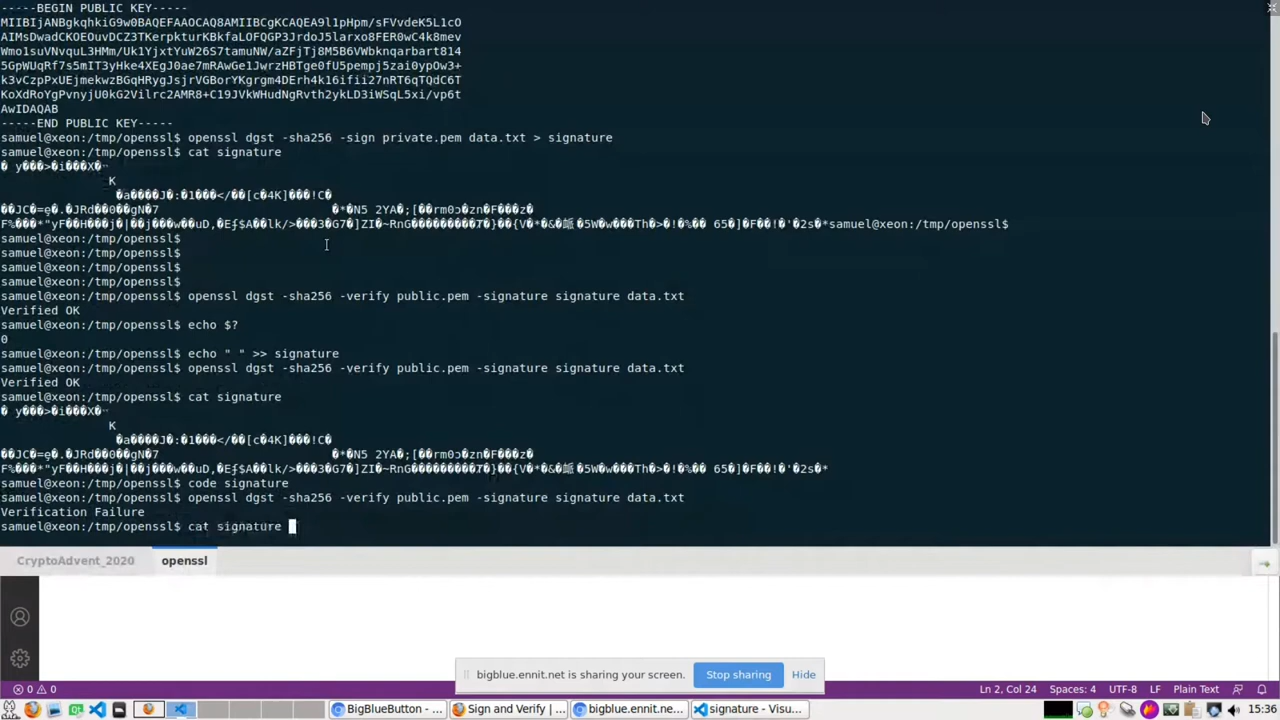 -----BEGIN PUBLIC KEY-----
MIIBIjANBgkqhkiG9w0BAQEFAAOCAQ8AMIIBCgKCAQEA9l1pHpm/sFVvdeK5L1cO
AIMsDwadCKOEOuvDCZ3TKerpkturKBkfaLOFQGP3JrdoJ5larxo8FER0wC4k8mev
Wmo1suVNvquL3HMm/Uk1YjxtYuW26S7tamuNW/aZFjTj8M5B6VWbknqarbart814
5GpWUqRf7s5mIT3yHke4XEgJ0ae7mRAwGe1JwrzHBTge0fU5pempj5zai0ypOw3+
k3vCzpPxUEjmekwzBGqHRygJsjrVGBorYKgrgm4DErh4k16ifii27nRT6qTQdC6T
KoXdRoYgPvnyjU0kG2Vilrc2AMR8+C19JVkWHudNgRvth2ykLD3iWSqL5xi/vp6t
AwIDAQAB
-----END PUBLIC KEY-----
samuel@xeon:/tmp/openssl$ openssl dgst -sha256 -sign private.pem data.txt > signature
samuel@xeon:/tmp/openssl$ cat signature
K
samuel@xeon:/tmp/openssl$
samuel@xeon:/tmp/openssl$
samuel@xeon:/tmp/openssl$
samuel@xeon:/tmp/openssl$
samuel@xeon:/tmp/openssl$
samuel@xeon:/tmp/openssl$ openssl dgst -sha256 -verify public.pem -signature signature data.txt
Verified OK
samuel@xeon:/tmp/openssl$ echo $?
0
samuel@xeon:/tmp/openssl$ echo " " >> signature
samuel@xeon:/tmp/openssl$ openssl dgst -sha256 -verify public.pem -signature signature data.txt
Verified OK
samuel@xeon:/tmp/openssl$ cat signature
K
samuel@xeon:/tmp/openssl$ code signature
samuel@xeon:/tmp/openssl$ openssl dgst -sha256 -verify public.pem -signature signature data.txt
Verification Failure
samuel@xeon:/tmp/openssl$ cat signature
CryptoAdvent_2020 openssl
bigblue.ennit.net is sharing your screen. Stop sharing Hide
0 0 Ln 2, Col 24 Spaces: 4 UTF-8 LF Plain Text
BigBlueButton - ... Sign and Verify | ... bigblue.ennit.ne... signature - Visu... 15:36